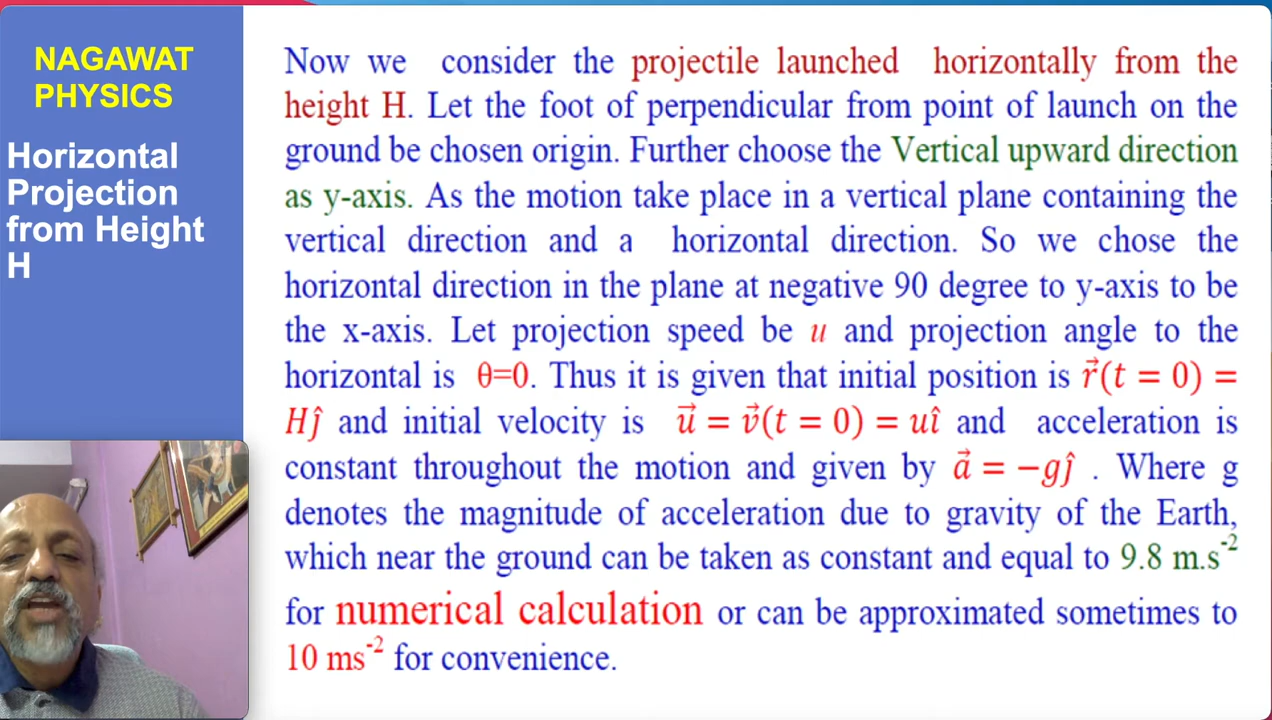 NAGAWAT
PHYSICS
Horizontal
Projection
from Height
H
Now we consider the projectile launched horizontally from the
height H. Let the foot of perpendicular from point of launch on the
ground be chosen origin. Further choose the Vertical upward direction
as y-axis. As the motion take place in a vertical plane containing the
vertical direction and a horizontal direction. So we chose the
horizontal direction in the plane at negative 90 degree to y-axis to be
the x-axis. Let projection speed be u and projection angle to the
horizontal is θ=0. Thus it is given that initial position is r⃗(t = 0) =
Hĵ and initial velocity is u⃗ = v⃗(t = 0) = uî and acceleration is
constant throughout the motion and given by a⃗ = −gĵ . Where g
denotes the magnitude of acceleration due to gravity of the Earth,
which near the ground can be taken as constant and equal to 9.8 m.s⁻²
for numerical calculation or can be approximated sometimes to
10 ms⁻² for convenience.